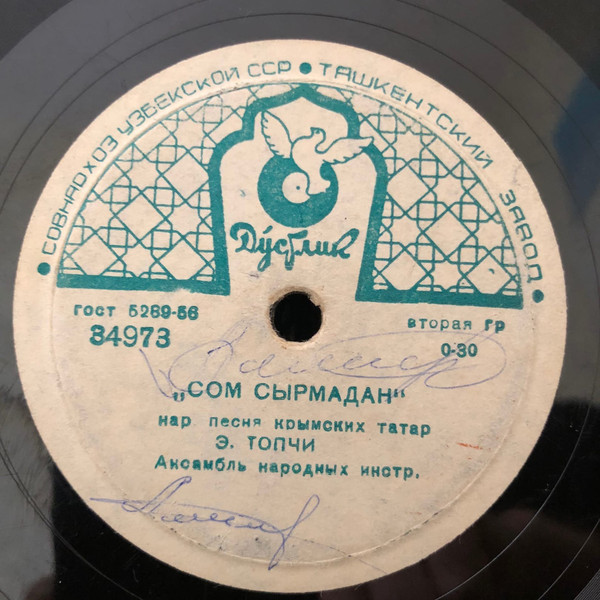 • СОВНАРХОЗ УЗБЕКСКОЙ ССР • ТАШКЕНТСКИЙ ЗАВОД •
Дӯстлик
ГОСТ 5289-56
вторая гр
34973
0-30
„СОМ СЫРМАДАН“
нар. песня крымских татар
Э. ТОПЧИ
Ансамбль народных инстр.